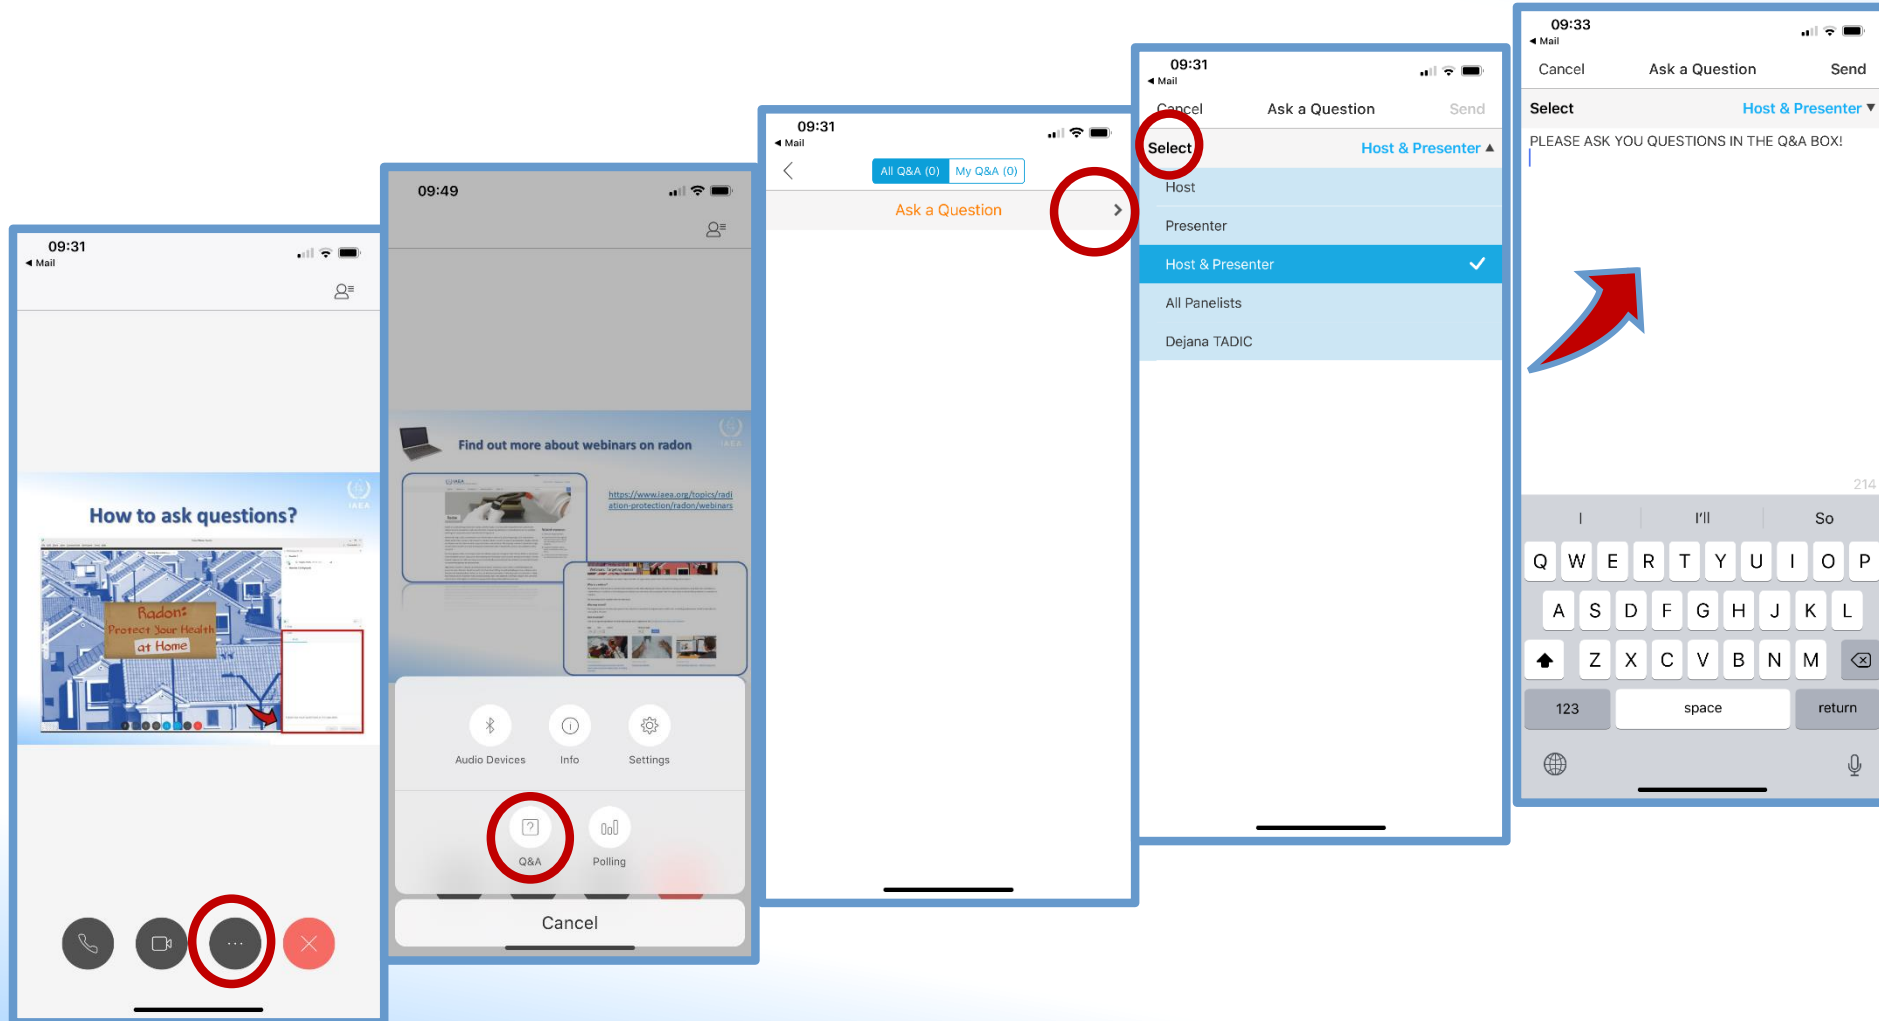 09:31
◀ Mail
How to ask questions?
IAEA
Radon:
Protect Your Health
at Home
09:49
Find out more about webinars on radon
IAEA
https://www.iaea.org/topics/radi
ation-protection/radon/webinars
Audio Devices
Info
Settings
Q&A
Polling
Cancel
09:31
◀ Mail
All Q&A (0)
My Q&A (0)
Ask a Question
09:31
◀ Mail
Cancel
Ask a Question
Send
Select
Host & Presenter ▲
Host
Presenter
Host & Presenter
All Panelists
Dejana TADIC
09:33
◀ Mail
Cancel
Ask a Question
Send
Select
Host & Presenter ▼
PLEASE ASK YOU QUESTIONS IN THE Q&A BOX!
214
I
I'll
So
Q W E R T Y U I O P
A S D F G H J K L
Z X C V B N M
123
space
return